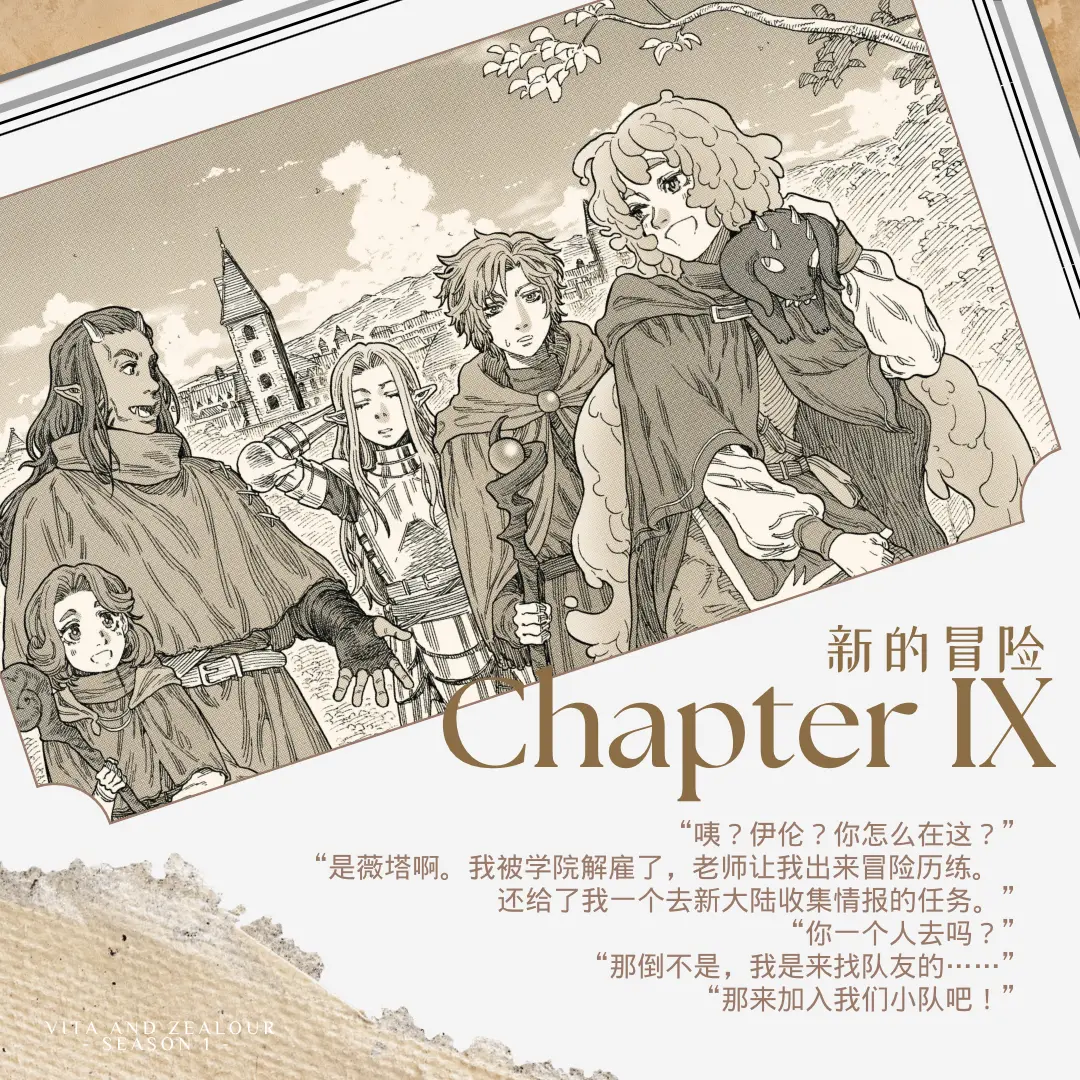 新的冒险
Chapter IX
“咦？伊伦？你怎么在这？”
“是薇塔啊。我被学院解雇了，老师让我出来冒险历练。
还给了我一个去新大陆收集情报的任务。”
“你一个人去吗？”
“那倒不是，我是来找队友的……”
“那来加入我们小队吧！”
VITA AND ZEALOUR
- SEASON 1 -